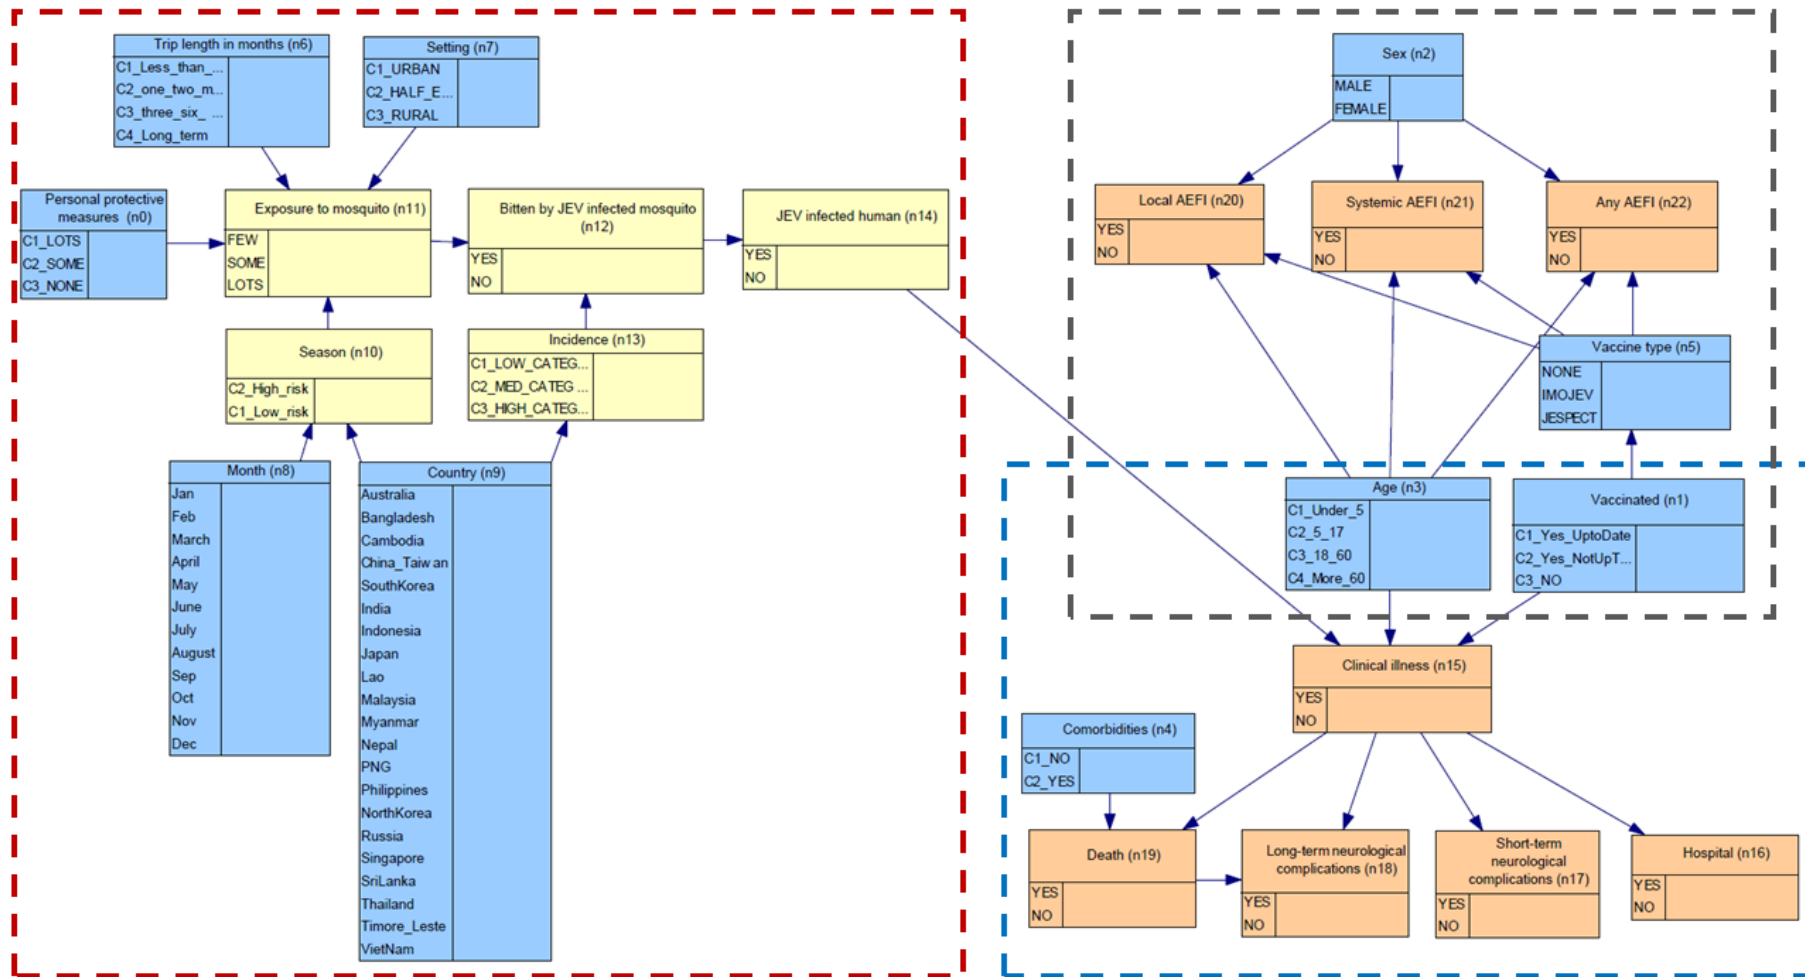 Trip length in months (n6)
C1_Less_than_...
C2_one_two_m...
C3_three_six_ ...
C4_Long_term
Setting (n7)
C1_URBAN
C2_HALF_E...
C3_RURAL
Personal protective
measures (n0)
C1_LOTS
C2_SOME
C3_NONE
Exposure to mosquito (n11)
FEW
SOME
LOTS
Bitten by JEV infected mosquito
(n12)
YES
NO
JEV infected human (n14)
YES
NO
Season (n10)
C2_High_risk
C1_Low_risk
Incidence (n13)
C1_LOW_CATEG...
C2_MED_CATEG ...
C3_HIGH_CATEG...
Month (n8)
Jan
Feb
March
April
May
June
July
August
Sep
Oct
Nov
Dec
Country (n9)
Australia
Bangladesh
Cambodia
China_Taiwan
SouthKorea
India
Indonesia
Japan
Lao
Malaysia
Myanmar
Nepal
PNG
Philippines
NorthKorea
Russia
Singapore
SriLanka
Thailand
Timore_Leste
VietNam
Sex (n2)
MALE
FEMALE
Local AEFI (n20)
YES
NO
Systemic AEFI (n21)
YES
NO
Any AEFI (n22)
YES
NO
Vaccine type (n5)
NONE
IMOJEV
JESPECT
Age (n3)
C1_Under_5
C2_5_17
C3_18_60
C4_More_60
Vaccinated (n1)
C1_Yes_UptoDate
C2_Yes_NotUpT...
C3_NO
Clinical illness (n15)
YES
NO
Comorbidities (n4)
C1_NO
C2_YES
Death (n19)
YES
NO
Long-term neurological
complications (n18)
YES
NO
Short-term
neurological
complications (n17)
YES
NO
Hospital (n16)
YES
NO